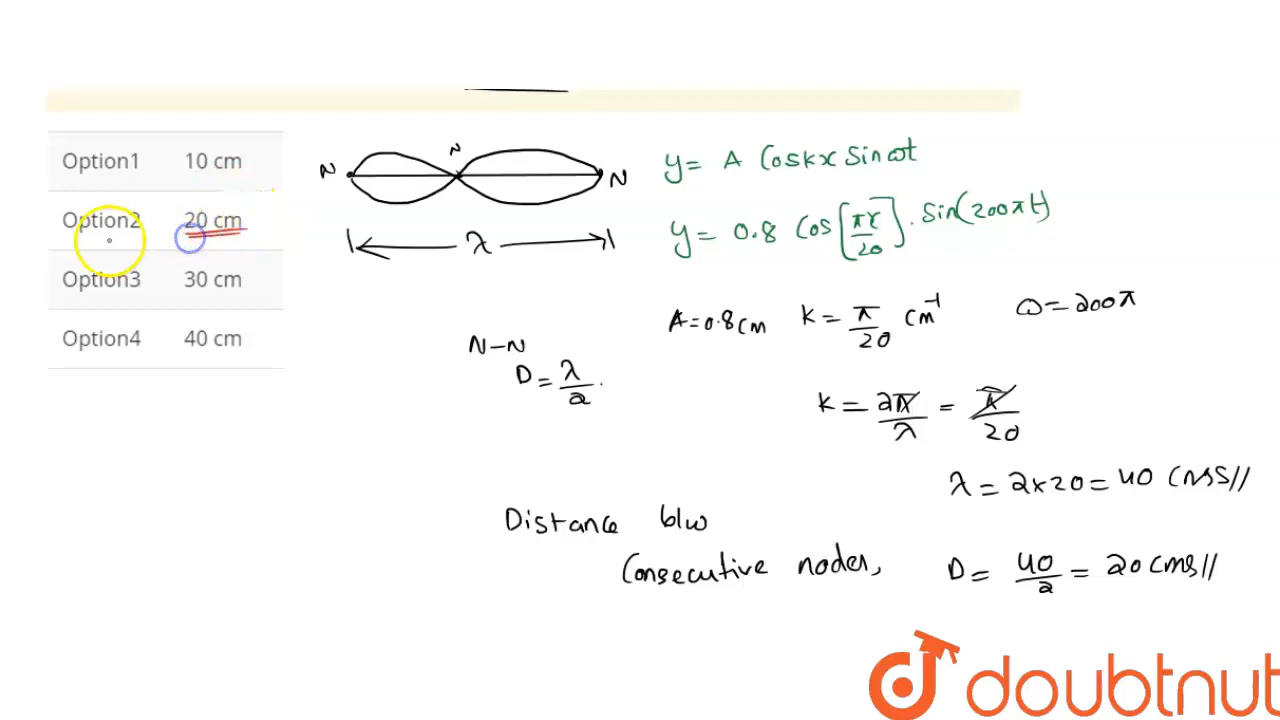 Option1 10 cm
Option2 20 cm
Option3 30 cm
Option4 40 cm
N N N
λ
N-N
D = λ/2
y = A Coskx Sin ωt
y = 0.8 Cos[πx/20] . Sin(200πt)
A = 0.8 Cm K = π/20 Cm⁻¹ ω = 200π
K = 2π/λ = π/20
λ = 2×20 = 40 Cms//
Distance b/w
Consecutive nodes, D = 40/2 = 20 Cms//
doubtnut